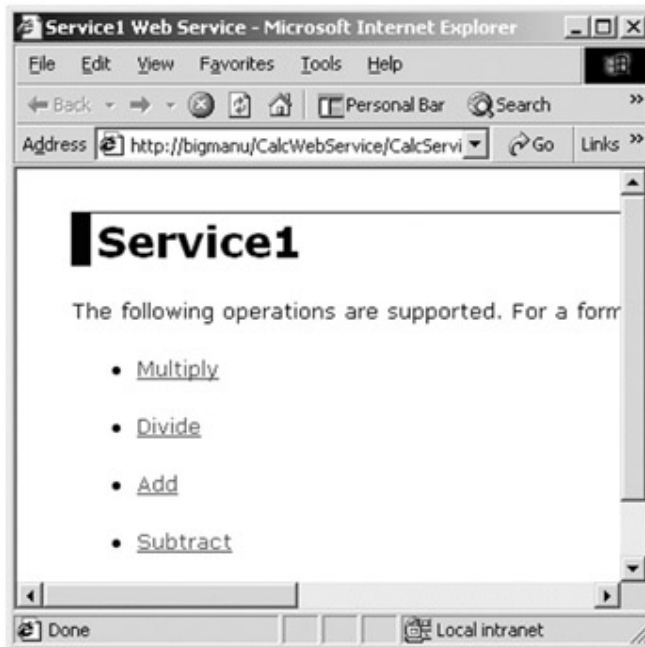 Service1 Web Service - Microsoft Internet Explorer
File Edit View Favorites Tools Help
Back Personal Bar Search »
Address http://bigmanu/CalcWebService/CalcServi Go Links »
Service1
The following operations are supported. For a form
• Multiply
• Divide
• Add
• Subtract
Done Local intranet